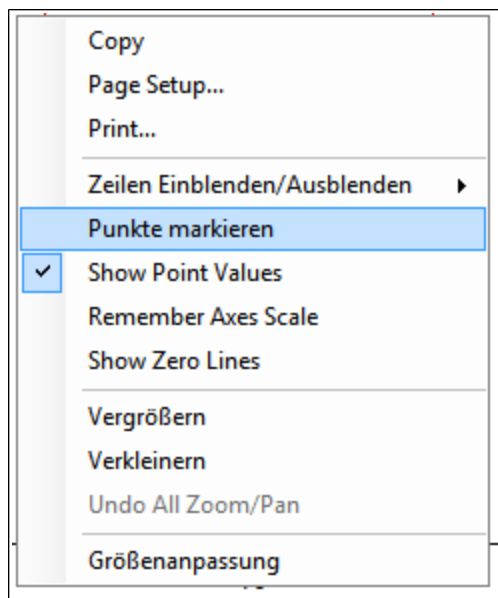 Copy
Page Setup...
Print...
Zeilen Einblenden/Ausblenden
Punkte markieren
Show Point Values
Remember Axes Scale
Show Zero Lines
Vergrößern
Verkleinern
Undo All Zoom/Pan
Größenanpassung